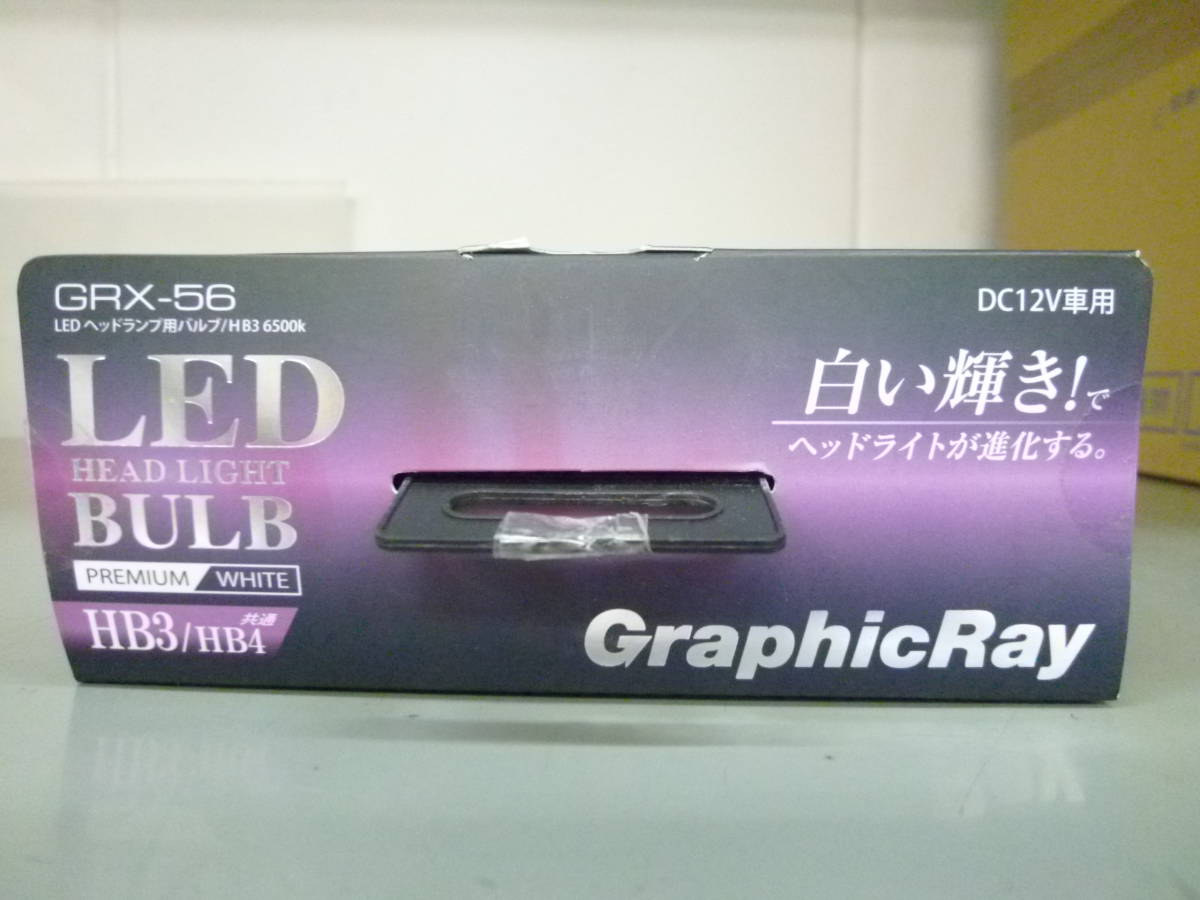 GRX-56
LED ヘッドランプ用バルブ/HB3 6500k
LED
HEAD LIGHT
BULB
PREMIUM WHITE
HB3/HB4 共通
DC12V車用
白い輝き!で
ヘッドライトが進化する。
GraphicRay